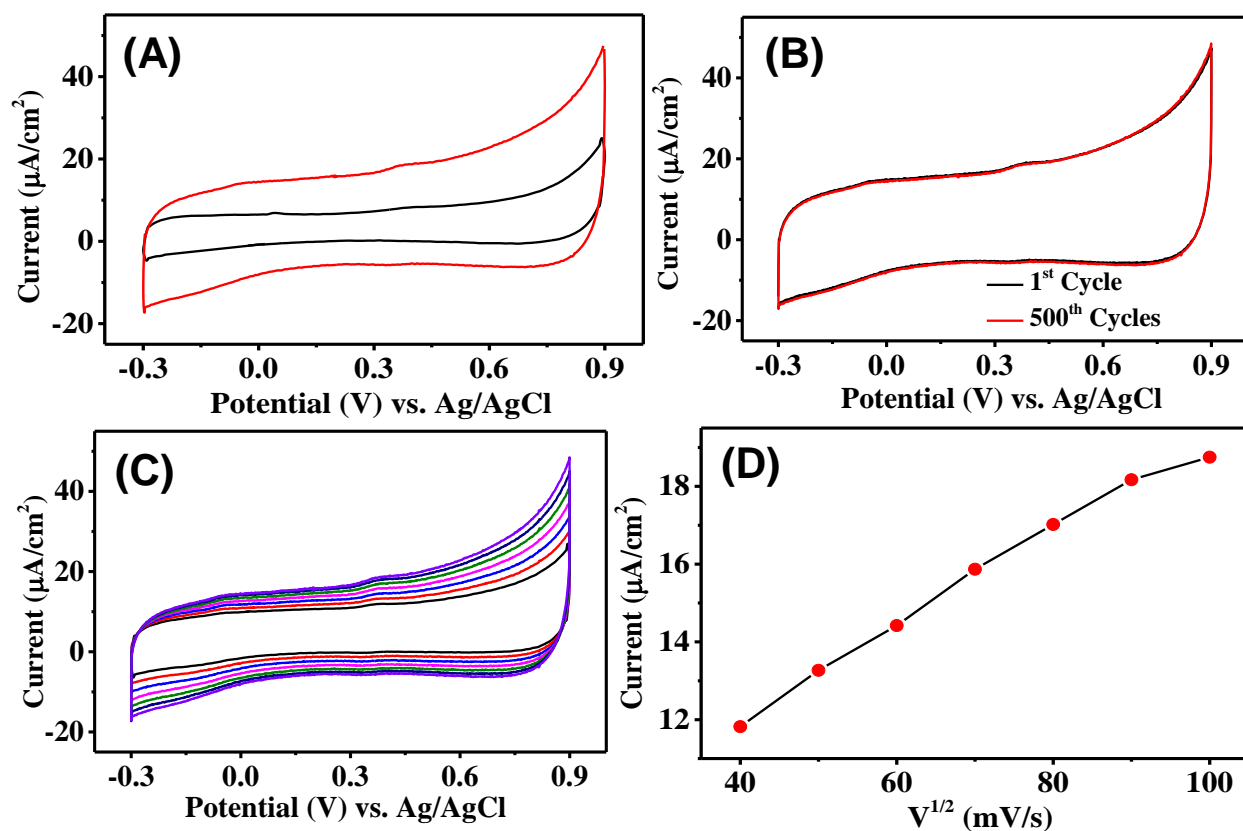 (A)
Current (µA/cm²)
40
20
0
-20
-0.3 0.0 0.3 0.6 0.9
Potential (V) vs. Ag/AgCl
(B)
Current (µA/cm²)
40
20
0
-20
1st Cycle
500th Cycles
-0.3 0.0 0.3 0.6 0.9
Potential (V) vs. Ag/AgCl
(C)
Current (µA/cm²)
40
20
0
-20
-0.3 0.0 0.3 0.6 0.9
Potential (V) vs. Ag/AgCl
(D)
Current (µA/cm²)
18
16
14
12
40 60 80 100
V1/2 (mV/s)